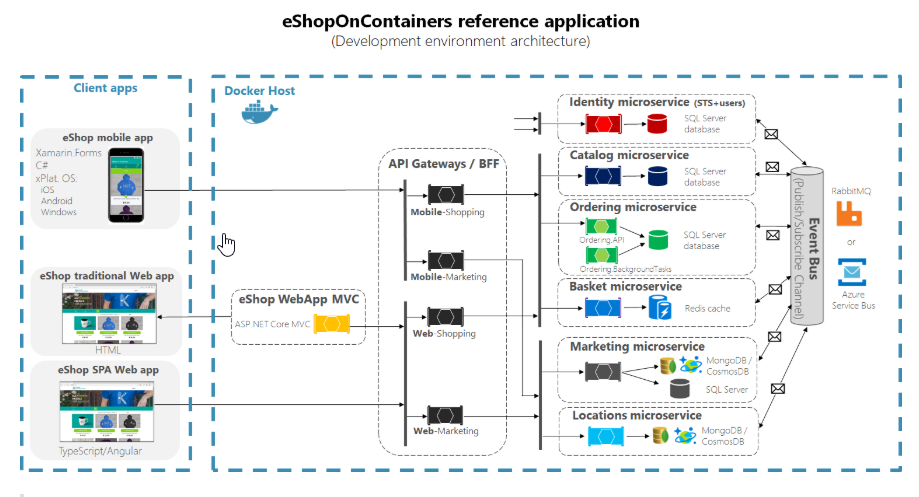 eShopOnContainers reference application
(Development environment architecture)
Client apps
eShop mobile app
Xamarin.Forms
C#
xPlat. OS:
iOS
Android
Windows
eShop traditional Web app
HTML
eShop SPA Web app
TypeScript/Angular
Docker Host
eShop WebApp MVC
ASP.NET Core MVC
API Gateways / BFF
Mobile-Shopping
Mobile-Marketing
Web-Shopping
Web-Marketing
Identity microservice (STS+users)
SQL Server
database
Catalog microservice
SQL Server
database
Ordering microservice
Ordering.API
SQL Server
database
Ordering.BackgroundTasks
Basket microservice
Redis cache
Marketing microservice
MongoDB /
CosmosDB
SQL Server
Locations microservice
MongoDB /
CosmosDB
Event Bus
(Publish/Subscribe Channel)
RabbitMQ
or
Azure
Service Bus